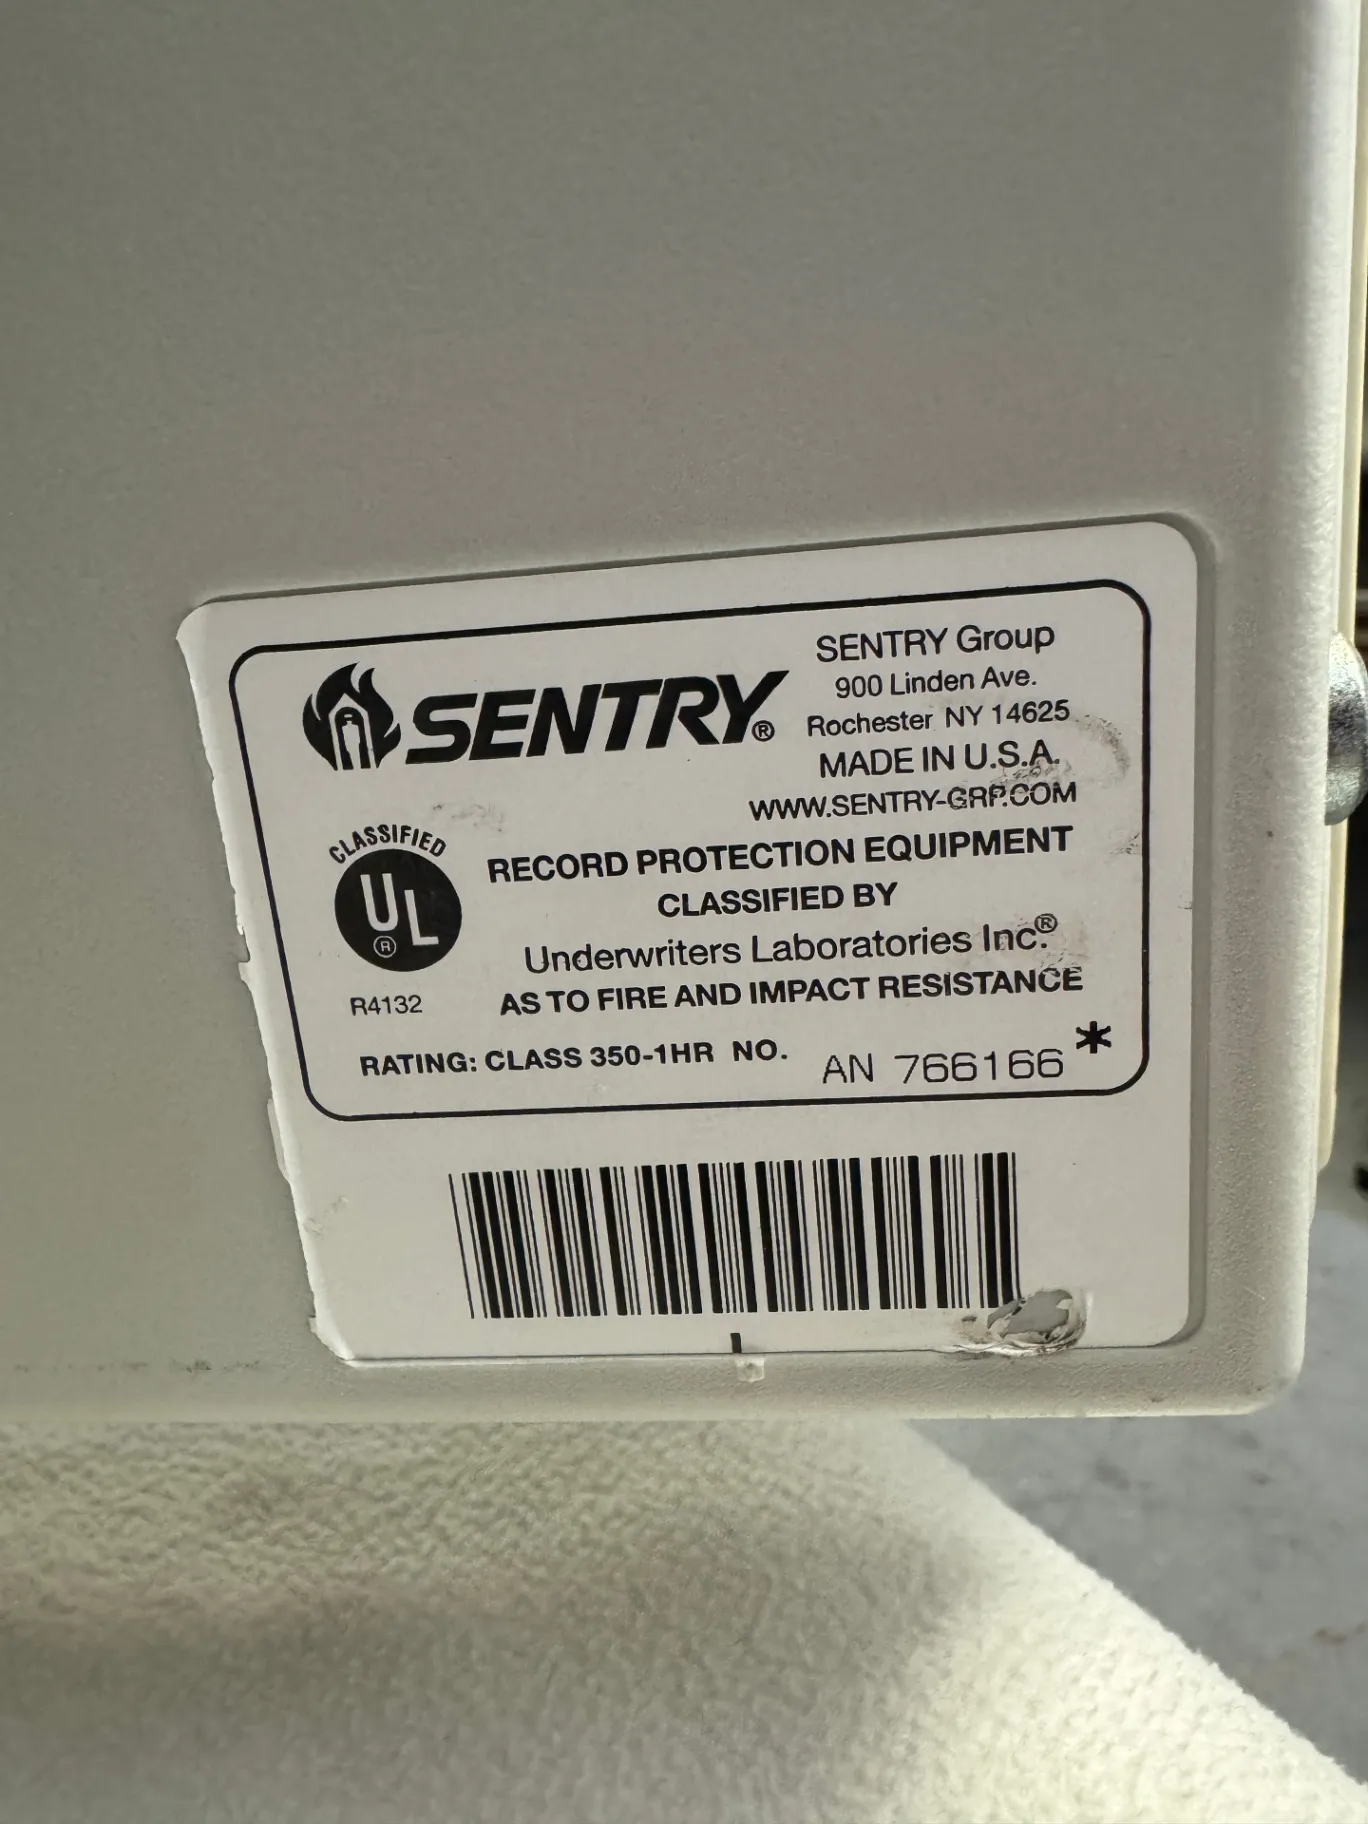 SENTRY®
SENTRY Group
900 Linden Ave.
Rochester NY 14625
MADE IN U.S.A.
WWW.SENTRY-GRP.COM
CLASSIFIED
UL
®
R4132
RECORD PROTECTION EQUIPMENT
CLASSIFIED BY
Underwriters Laboratories Inc.®
AS TO FIRE AND IMPACT RESISTANCE
RATING: CLASS 350-1HR NO. AN 766166*